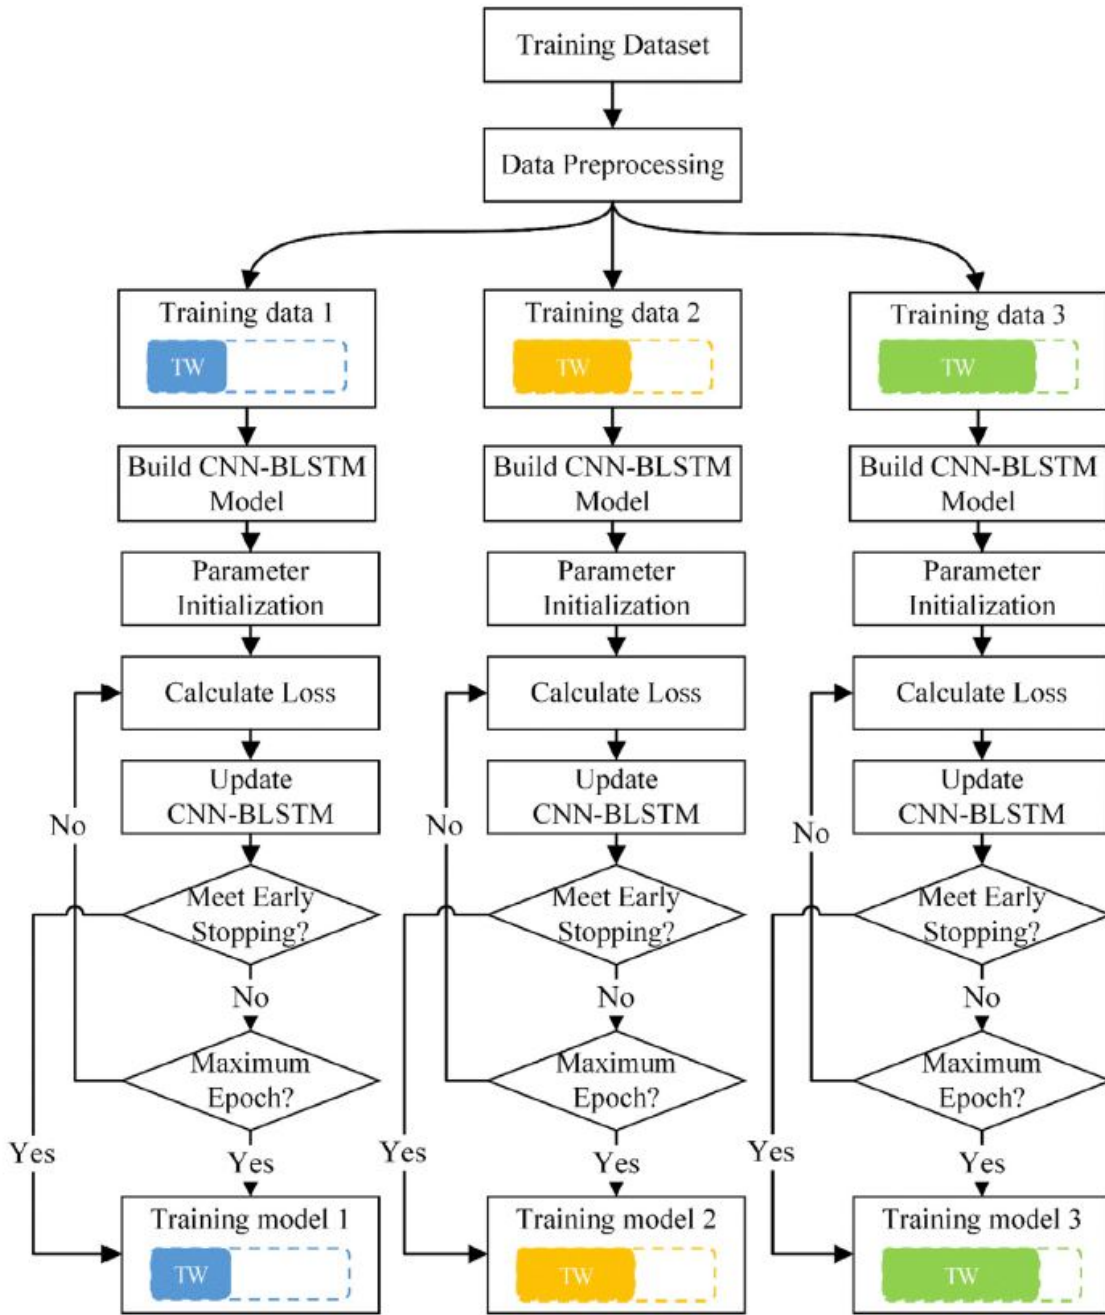 Training Dataset
Data Preprocessing
Training data 1
TW
Training data 2
TW
Training data 3
TW
Build CNN-BLSTM
Model
Build CNN-BLSTM
Model
Build CNN-BLSTM
Model
Parameter
Initialization
Parameter
Initialization
Parameter
Initialization
Calculate Loss
Calculate Loss
Calculate Loss
Update
CNN-BLSTM
Update
CNN-BLSTM
Update
CNN-BLSTM
No
No
No
Meet Early
Stopping?
Meet Early
Stopping?
Meet Early
Stopping?
No
No
No
Maximum
Epoch?
Maximum
Epoch?
Maximum
Epoch?
Yes
Yes
Yes
Yes
Yes
Yes
Training model 1
TW
Training model 2
TW
Training model 3
TW